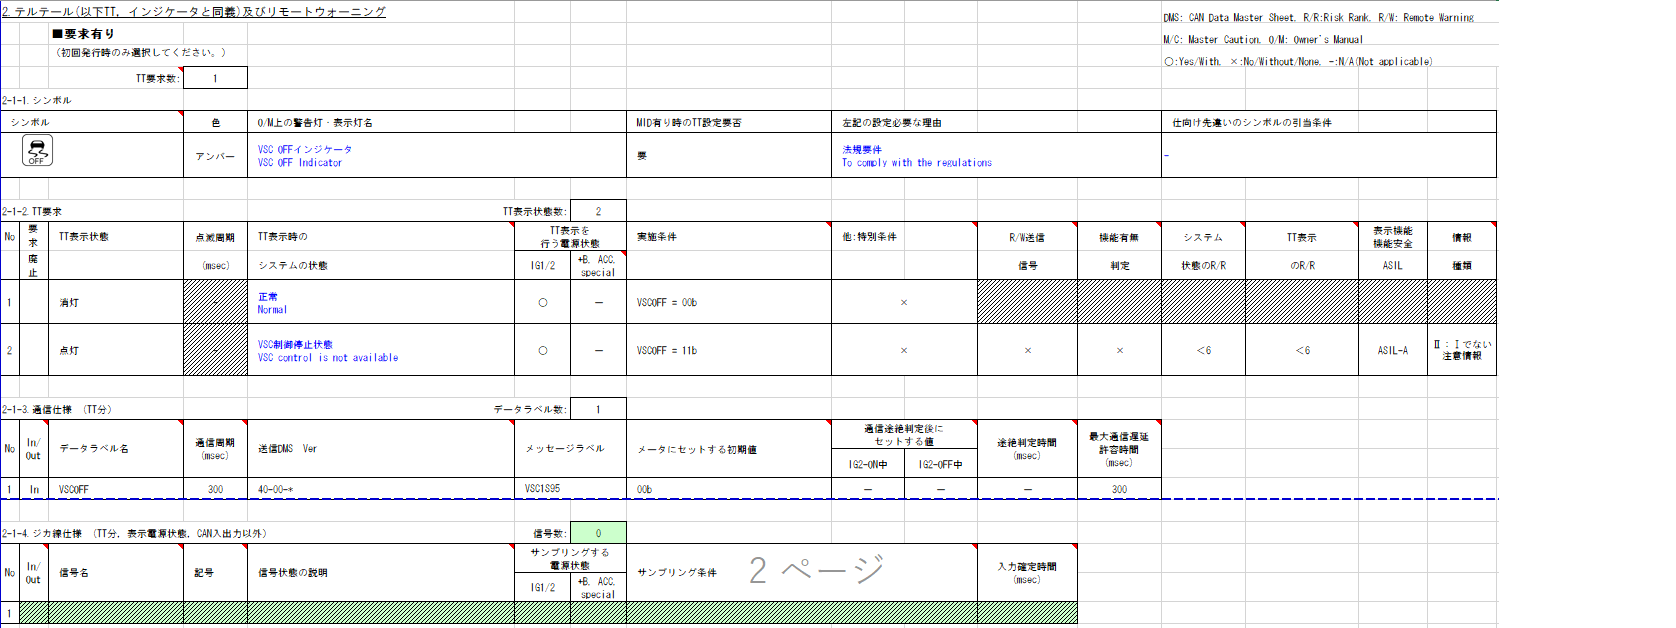 2.テルテール(以下TT, インジケータと同義)及びリモートウォーニング
DMS: CAN Data Master Sheet, R/R:Risk Rank, R/W: Remote Warning
■要求有り
M/C: Master Caution, O/M: Owner's Manual
（初回発行時のみ選択してください。）
○:Yes/With, ×:No/Without/None, -:N/A(Not applicable)
TT要求数: 1
2-1-1.シンボル
シンボル 色 O/M上の警告灯・表示灯名 MID有り時のTT設定要否 左記の設定必要な理由 仕向け先違いのシンボルの引当条件
OFF アンバー VSC OFFインジケータ 要 法規要件 -
VSC OFF Indicator To comply with the regulations
2-1-2.TT要求 TT表示状態数: 2
No 要求 廃止 TT表示状態 点滅周期 (msec) TT表示時の システムの状態 TT表示を行う電源状態 実施条件 他:特別条件 R/W送信 信号 機能有無 判定 システム 状態のR/R TT表示 のR/R 表示機能 機能安全 ASIL 情報 種類
IG1/2 +B, ACC, special
1 消灯 - 正常 Normal ○ － VSCOFF = 00b ×
2 点灯 - VSC制御停止状態 VSC control is not available ○ － VSCOFF = 11b × × × <6 <6 ASIL-A Ⅱ：Ⅰでない 注意情報
2-1-3.通信仕様 （TT分） データラベル数: 1
No In/Out データラベル名 通信周期 (msec) 送信DMS Ver メッセージラベル メータにセットする初期値 通信途絶判定後に セットする値 途絶判定時間 (msec) 最大通信遅延 許容時間 (msec)
IG2-ON中 IG2-OFF中
1 In VSCOFF 300 40-00-* VSC1S95 00b － － － 300
2-1-4.ジカ線仕様 （TT分, 表示電源状態, CAN入出力以外） 信号数: 0
No In/Out 信号名 記号 信号状態の説明 サンプリングする 電源状態 サンプリング条件 入力確定時間 (msec)
IG1/2 +B, ACC, special
2 ページ
1